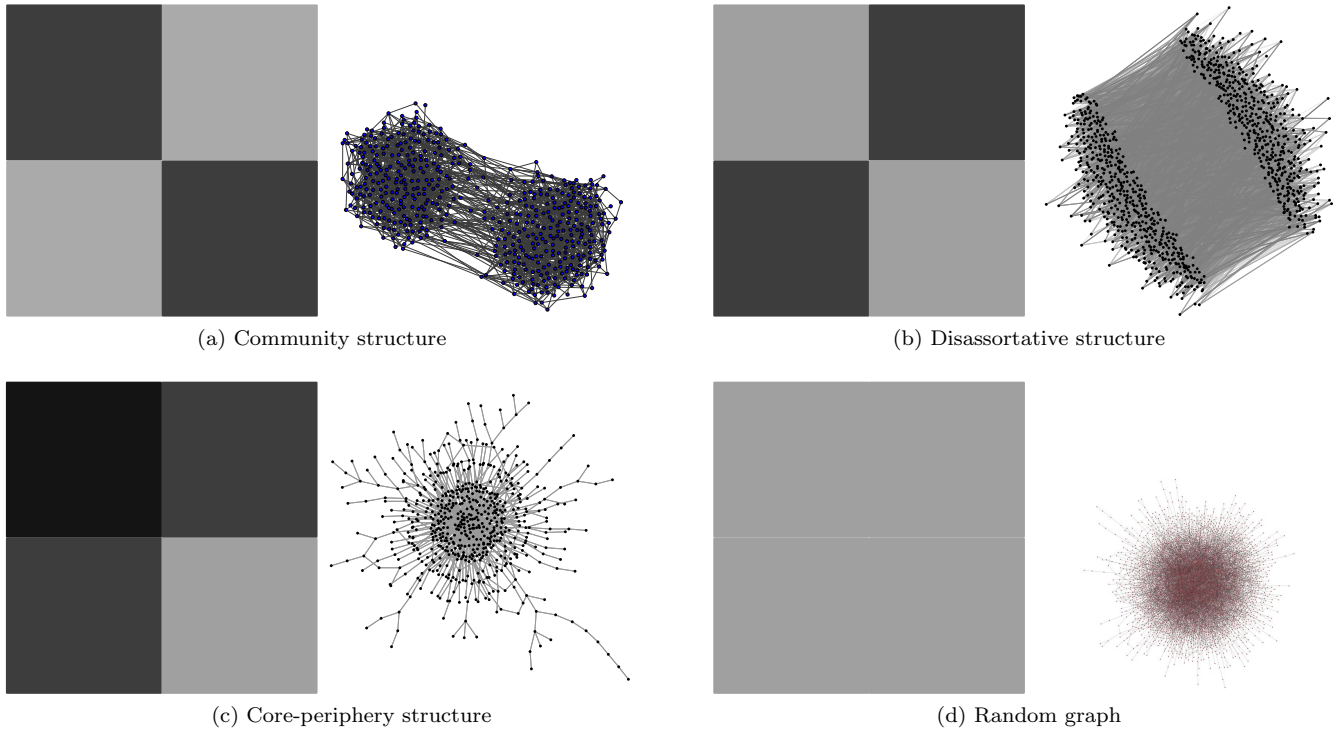 (a) Community structure
(b) Disassortative structure
(c) Core-periphery structure
(d) Random graph